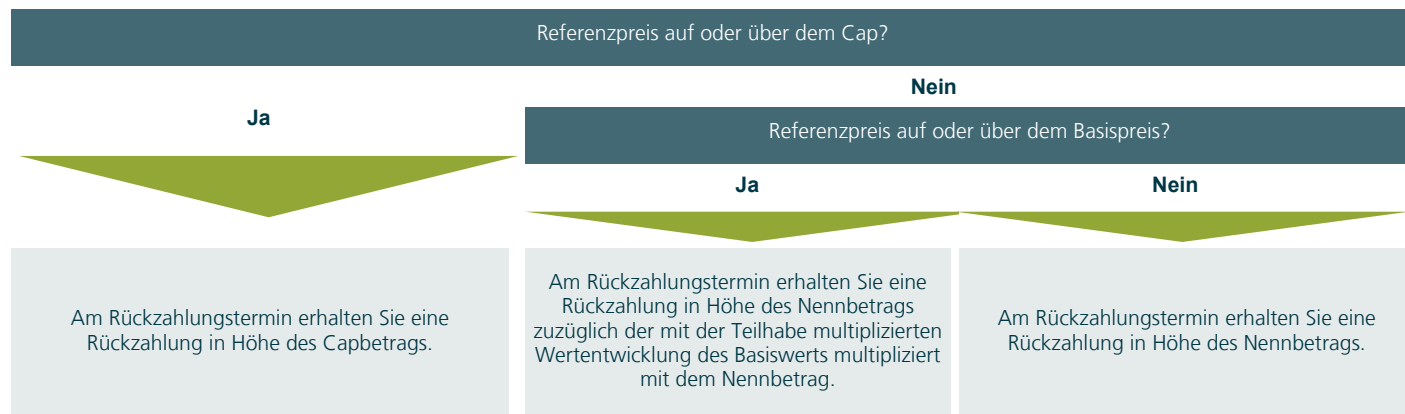 Referenzpreis auf oder über dem Cap?
Ja
Nein
Referenzpreis auf oder über dem Basispreis?
Ja
Nein
Am Rückzahlungstermin erhalten Sie eine
Rückzahlung in Höhe des Capbetrags.
Am Rückzahlungstermin erhalten Sie eine
Rückzahlung in Höhe des Nennbetrags
zuzüglich der mit der Teilhabe multiplizierten
Wertentwicklung des Basiswerts multipliziert
mit dem Nennbetrag.
Am Rückzahlungstermin erhalten Sie eine
Rückzahlung in Höhe des Nennbetrags.